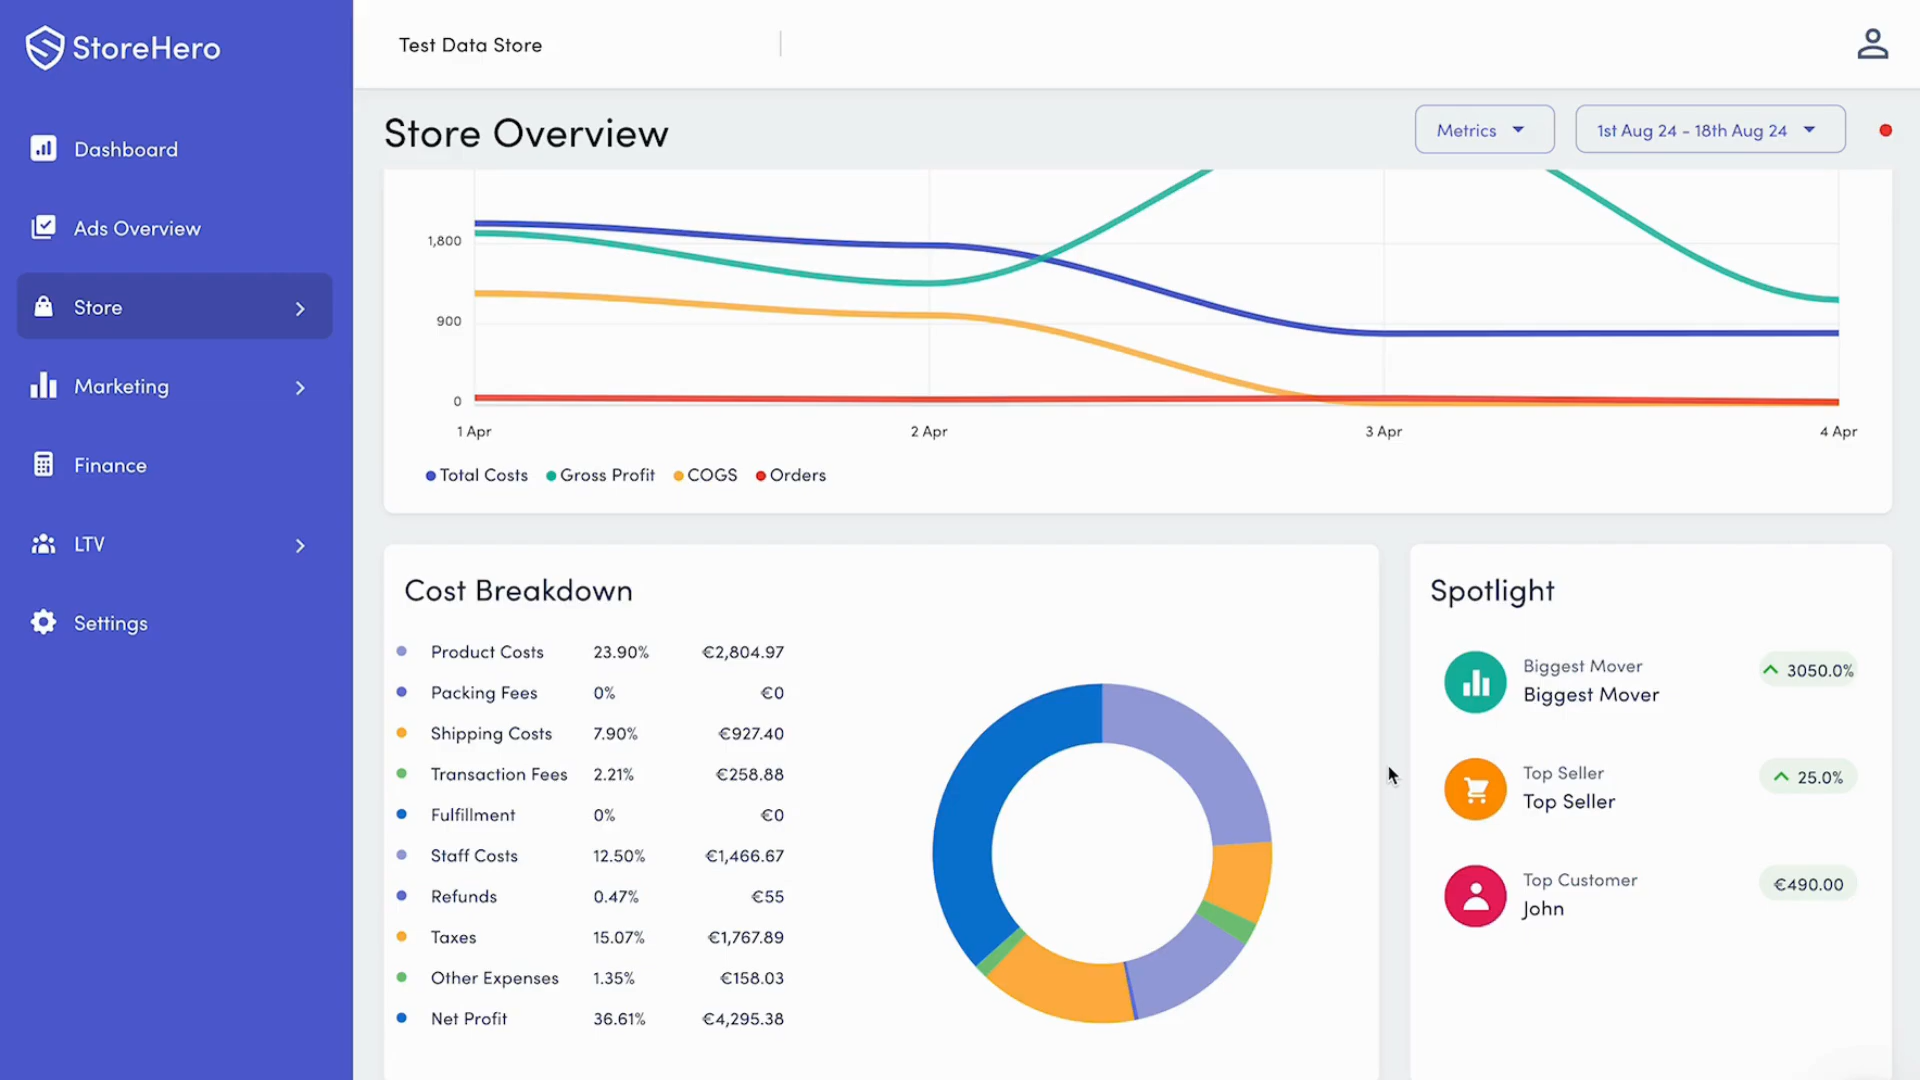 StoreHero
Test Data Store
Dashboard
Ads Overview
Store
Marketing
Finance
LTV
Settings
Store Overview
Metrics
1st Aug 24 - 18th Aug 24
1,800
900
0
1 Apr
2 Apr
3 Apr
4 Apr
Total Costs
Gross Profit
COGS
Orders
Cost Breakdown
Product Costs 23.90% €2,804.97
Packing Fees 0% €0
Shipping Costs 7.90% €927.40
Transaction Fees 2.21% €258.88
Fulfillment 0% €0
Staff Costs 12.50% €1,466.67
Refunds 0.47% €55
Taxes 15.07% €1,767.89
Other Expenses 1.35% €158.03
Net Profit 36.61% €4,295.38
Spotlight
Biggest Mover
Biggest Mover
3050.0%
Top Seller
Top Seller
25.0%
Top Customer
John
€490.00